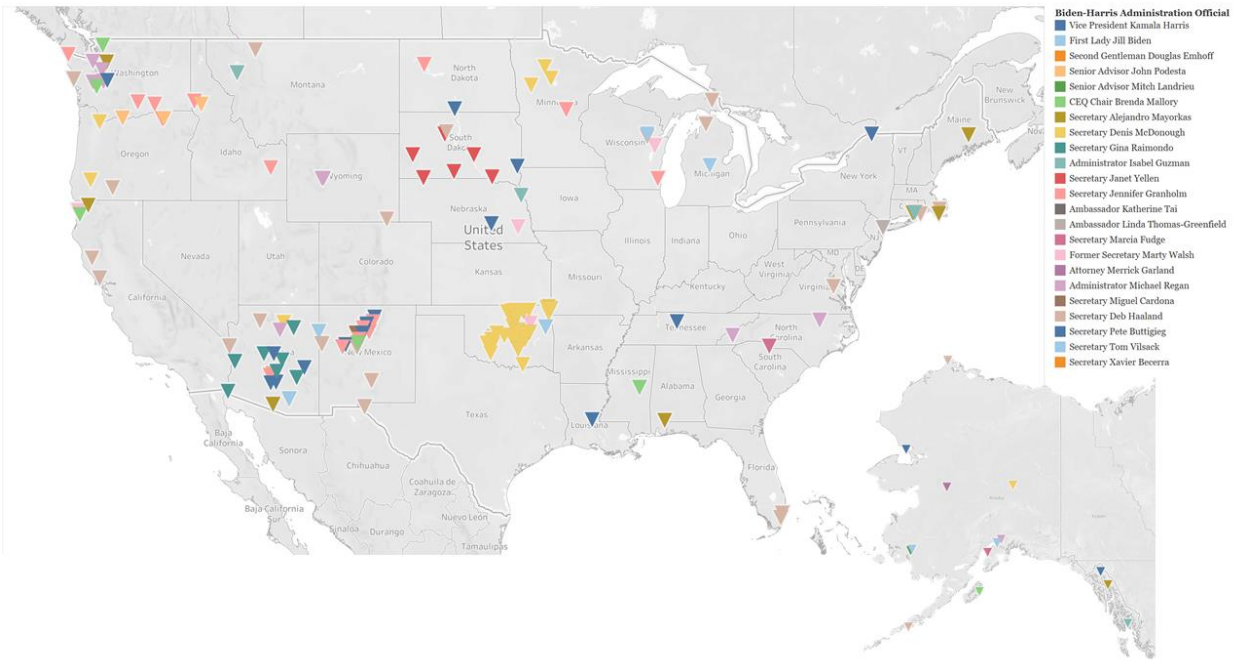 Biden-Harris Administration Official
Vice President Kamala Harris
First Lady Jill Biden
Second Gentleman Douglas Emhoff
Senior Advisor John Podesta
Senior Advisor Mitch Landrieu
CEQ Chair Brenda Mallory
Secretary Alejandro Mayorkas
Secretary Denis McDonough
Secretary Gina Raimondo
Administrator Isabel Guzman
Secretary Janet Yellen
Secretary Jennifer Granholm
Ambassador Katherine Tai
Ambassador Linda Thomas-Greenfield
Secretary Marcia Fudge
Former Secretary Marty Walsh
Attorney Merrick Garland
Administrator Michael Regan
Secretary Miguel Cardona
Secretary Deb Haaland
Secretary Pete Buttigieg
Secretary Tom Vilsack
Secretary Xavier Becerra
Washington
Montana
North
Dakota
Oregon
Idaho
South
Wisconsin
Michigan
New
Brunswick
Maine
VT
New York
MA
Nebraska
Iowa
United
States
Nevada
Utah
Colorado
Kansas
Illinois
Indiana
Ohio
Pennsylvania
NJ
MD
DE
West
Virginia
Virginia
Missouri
Kentucky
California
Mexico
Arkansas
Tennessee
North
Carolina
South
Carolina
Mississippi
Alabama
Georgia
Texas
Louisiana
Florida
Baja
California
Sonora
Chihuahua
Coahuila de
Zaragoza
Baja California
Sur
Sinaloa
Durango
Nuevo León
Tamaulipas